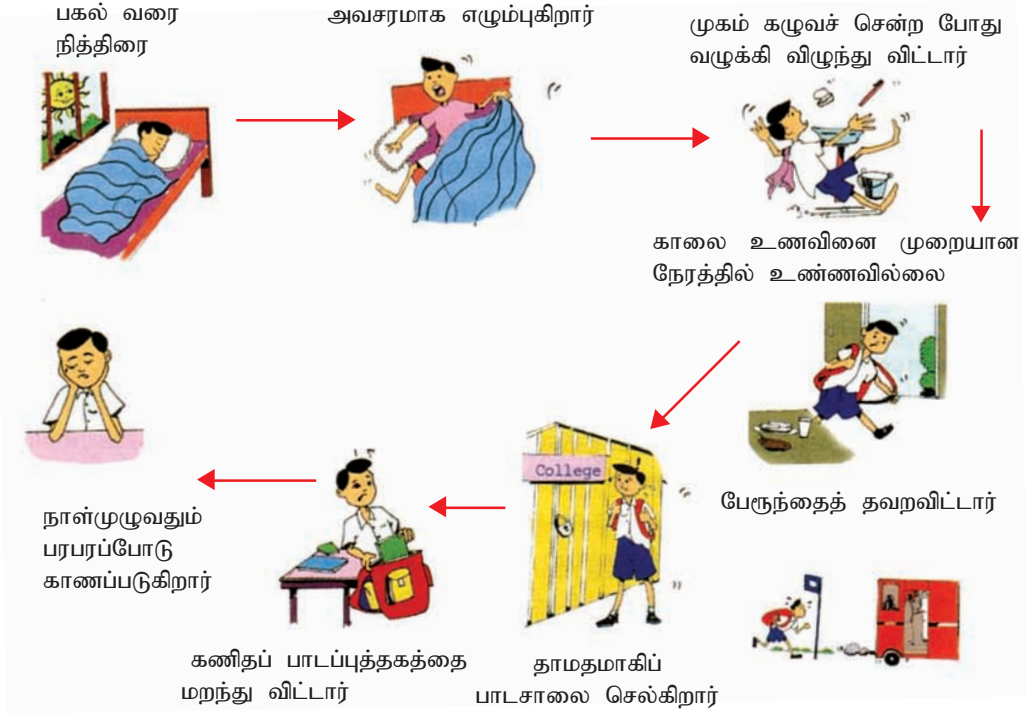 பகல் வரை
நித்திரை
அவசரமாக எழும்புகிறார்
முகம் கழுவச் சென்ற போது
வழுக்கி விழுந்து விட்டார்
காலை உணவினை முறையான
நேரத்தில் உண்ணவில்லை
பேரூந்தைத் தவறவிட்டார்
College
தாமதமாகிப்
பாடசாலை செல்கிறார்
கணிதப் பாடப்புத்தகத்தை
மறந்து விட்டார்
நாள்முழுவதும்
பரபரப்போடு
காணப்படுகிறார்